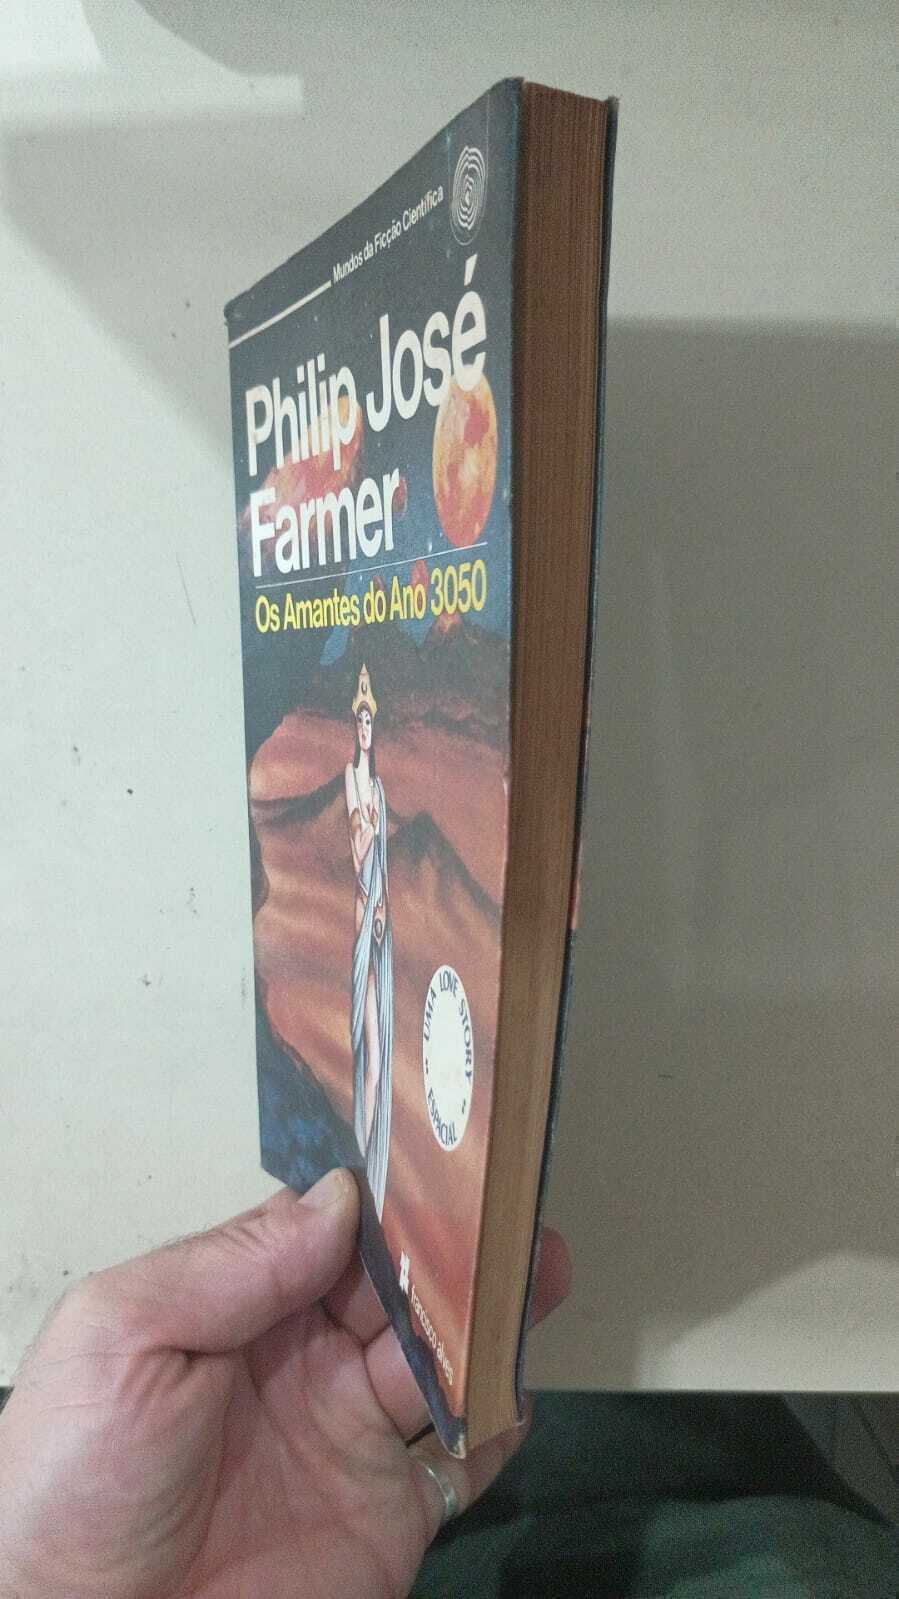 Mundos da Ficção Científica
Philip José
Farmer
Os Amantes do Ano 3050
~ UMA LOVE STORY ~
ESPACIAL
francisco alves